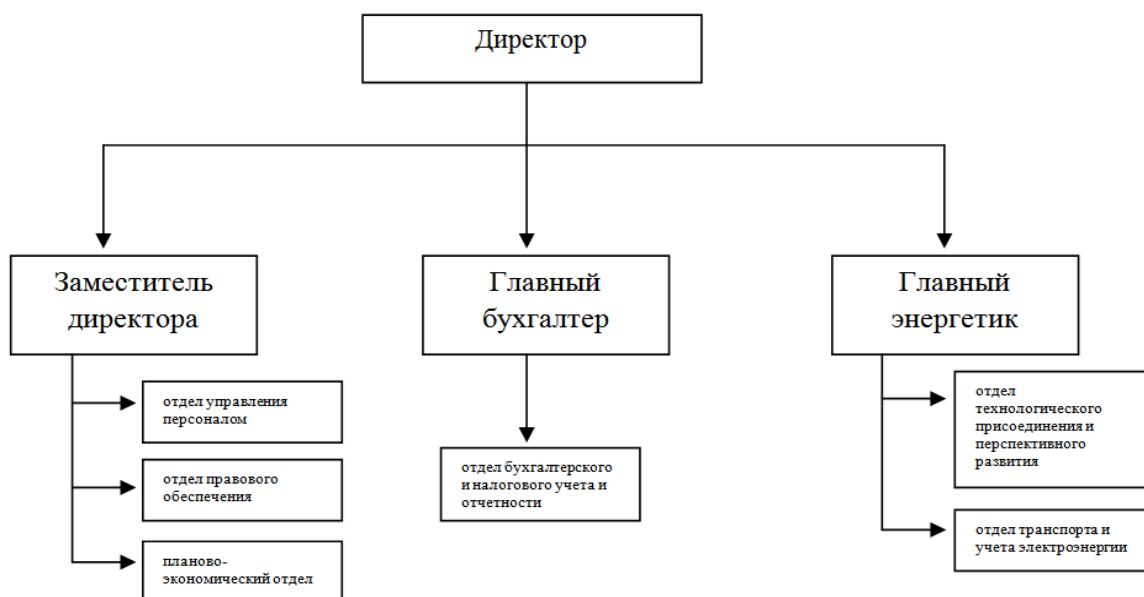 Директор
Заместитель
директора
Главный
бухгалтер
Главный
энергетик
отдел управления
персоналом
отдел правового
обеспечения
планово-
экономический отдел
отдел бухгалтерского
и налогового учета и
отчетности
отдел
технологического
присоединения и
перспективного
развития
отдел транспорта и
учета электроэнергии